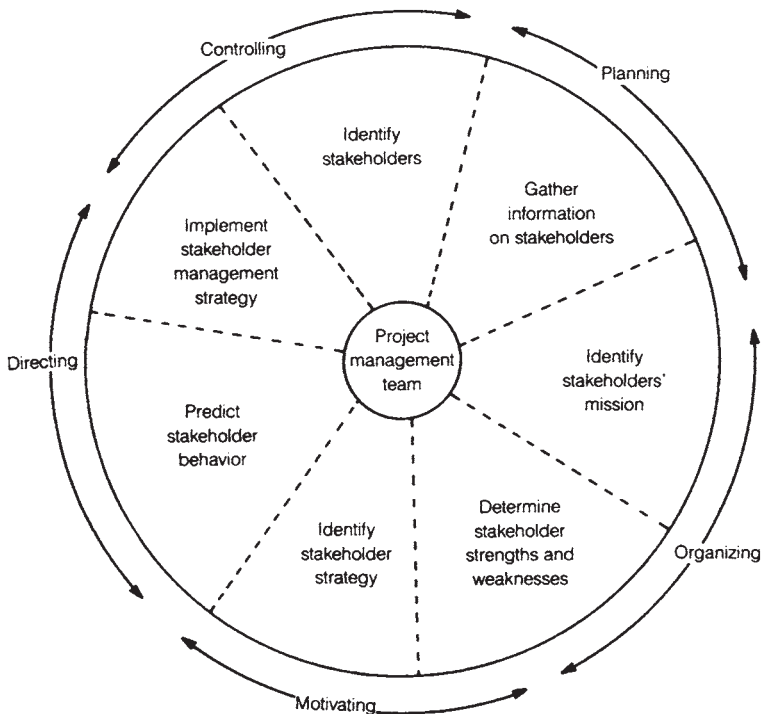 Controlling
Planning
Identify
stakeholders
Gather
information
on stakeholders
Implement
stakeholder
management
strategy
Project
management
team
Identify
stakeholders'
mission
Directing
Predict
stakeholder
behavior
Identify
stakeholder
strategy
Determine
stakeholder
strengths and
weaknesses
Organizing
Motivating